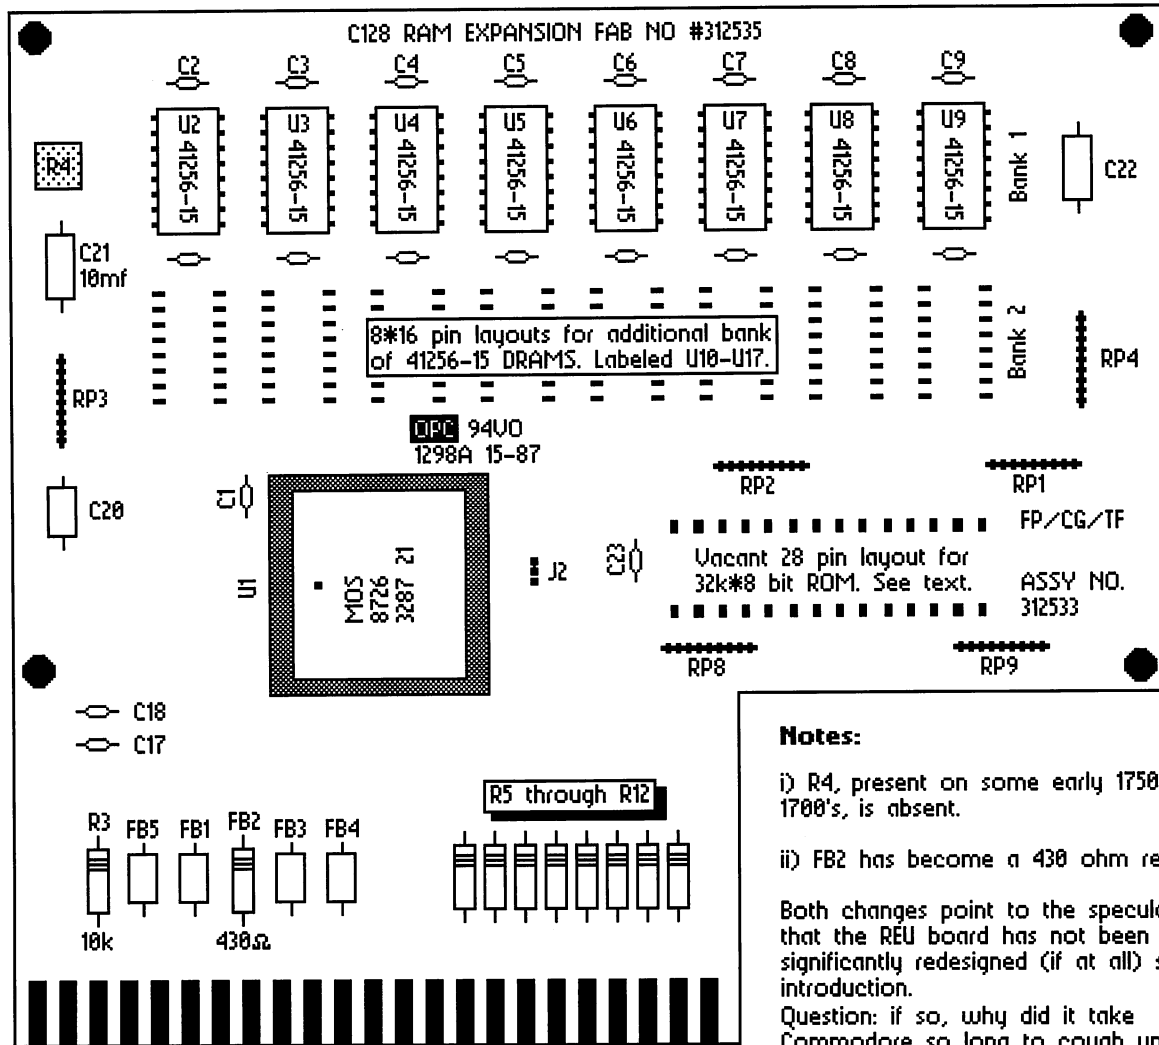 C128 RAM EXPANSION FAB NO #312535
C2 C3 C4 C5 C6 C7 C8 C9
U2 41256-15
U3 41256-15
U4 41256-15
U5 41256-15
U6 41256-15
U7 41256-15
U8 41256-15
U9 41256-15
Bank 1
R4
C22
C21
10mf
8*16 pin layouts for additional bank
of 41256-15 DRAMS. Labeled U10-U17.
Bank 2
RP4
RP3
OPC 94VO
1298A 15-87
RP2
RP1
C1
C20
FP/CG/TF
U1
MOS
8726
3287 21
J2
C23
Vacant 28 pin layout for
32k*8 bit ROM. See text.
ASSY NO.
312533
RP8
RP9
C18
C17
Notes:
i) R4, present on some early 1750
1700's, is absent.
ii) FB2 has become a 430 ohm
Both changes point to the
that the REU board has not been
significantly redesigned (if at all)
introduction.
Question: if so, why did it take
Commodore so long to cough
R5 through R12
R3 FB5 FB1 FB2 FB3 FB4
10k
430Ω